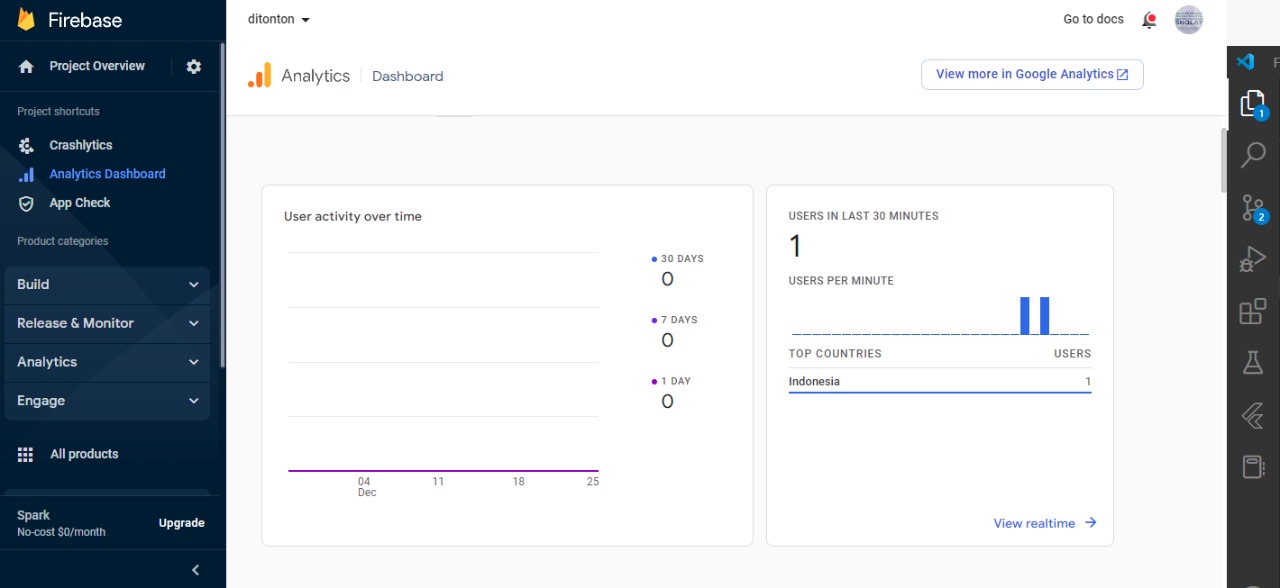 Firebase
ditonton
Go to docs
Project Overview
Analytics
Dashboard
View more in Google Analytics
Project shortcuts
Crashlytics
Analytics Dashboard
App Check
Product categories
Build
Release & Monitor
Analytics
Engage
All products
Spark
No-cost $0/month
Upgrade
User activity over time
30 DAYS
0
7 DAYS
0
1 DAY
0
04
Dec
11
18
25
USERS IN LAST 30 MINUTES
1
USERS PER MINUTE
TOP COUNTRIES
USERS
Indonesia
1
View realtime
F
1
2